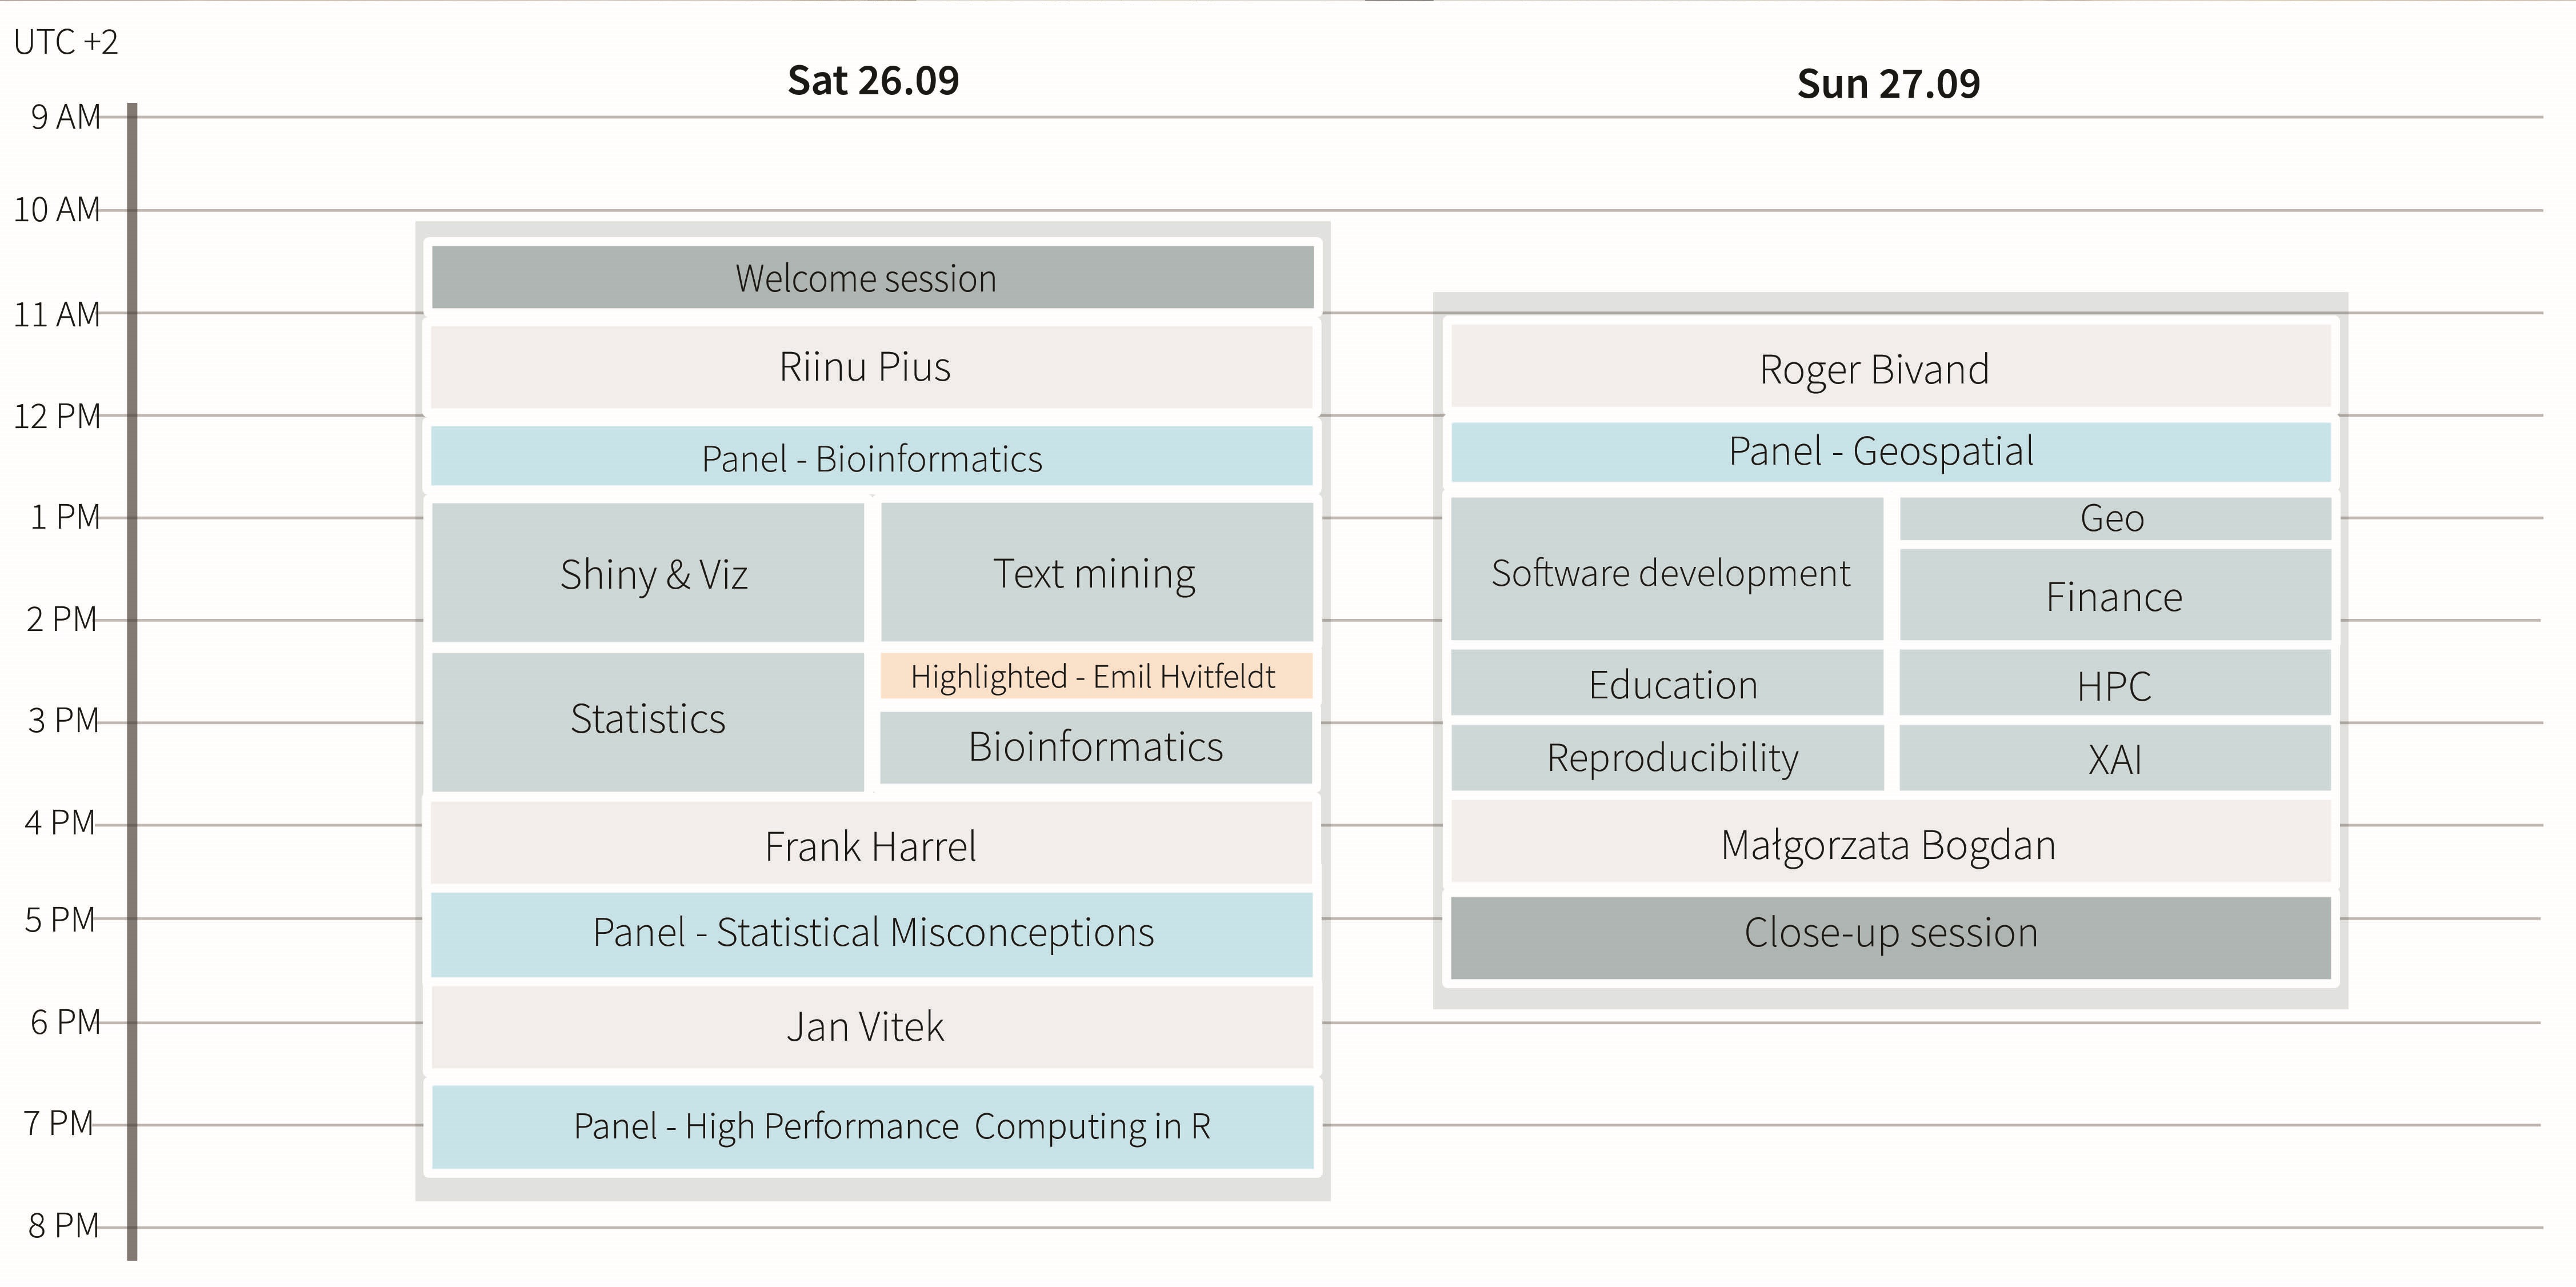 UTC +2
Sat 26.09
Sun 27.09
9 AM
10 AM
11 AM
12 PM
1 PM
2 PM
3 PM
4 PM
5 PM
6 PM
7 PM
8 PM
Welcome session
Riinu Pius
Panel - Bioinformatics
Shiny & Viz
Text mining
Statistics
Highlighted - Emil Hvitfeldt
Bioinformatics
Frank Harrel
Panel - Statistical Misconceptions
Jan Vitek
Panel - High Performance  Computing in R
Roger Bivand
Panel - Geospatial
Software development
Geo
Finance
Education
HPC
Reproducibility
XAI
Małgorzata Bogdan
Close-up session